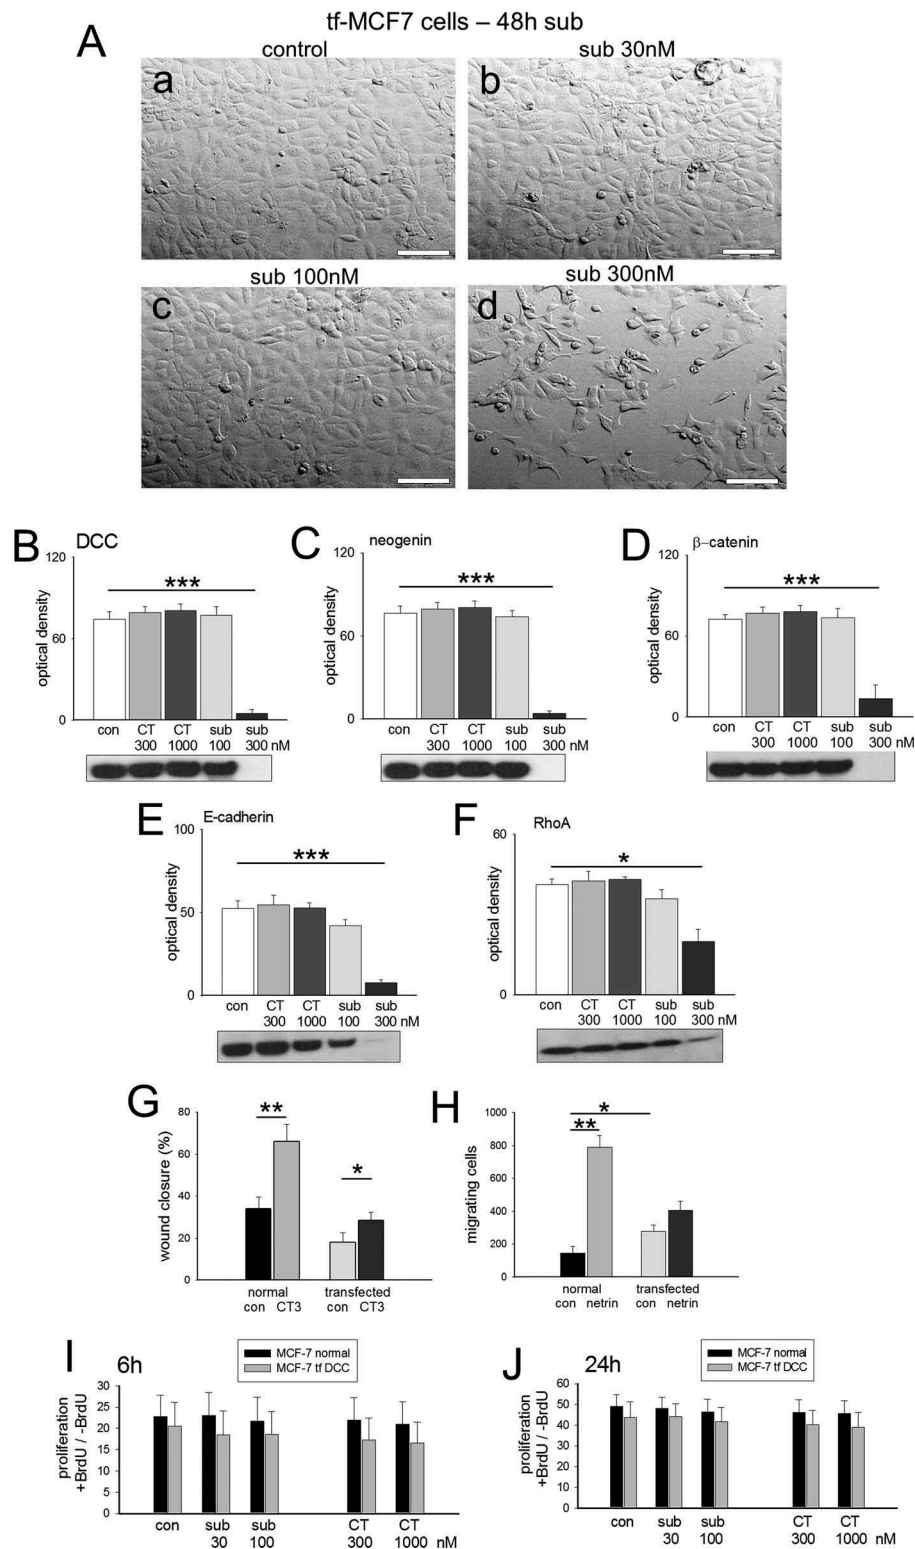 tf-MCF7 cells – 48h sub
A
control
sub 30nM
a
b
sub 100nM
sub 300nM
c
d
B
DCC
120
60
0
optical density
***
con
CT
300
CT
1000
sub
100
sub
300 nM
C
neogenin
120
60
0
optical density
***
con
CT
300
CT
1000
sub
100
sub
300 nM
D
β–catenin
120
60
0
optical density
***
con
CT
300
CT
1000
sub
100
sub
300 nM
E
E-cadherin
100
50
0
optical density
***
con
CT
300
CT
1000
sub
100
sub
300 nM
F
RhoA
60
0
optical density
*
con
CT
300
CT
1000
sub
100
sub
300 nM
G
80
60
40
20
0
wound closure (%)
**
*
normal
con CT3
transfected
con CT3
H
1000
800
600
400
200
0
migrating cells
*
**
normal
con netrin
transfected
con netrin
I
6h
MCF-7 normal
MCF-7 tf DCC
30
25
20
15
10
5
0
proliferation
+BrdU / -BrdU
con
sub
30
sub
100
CT
300
CT
1000 nM
J
24h
MCF-7 normal
MCF-7 tf DCC
60
50
40
30
20
10
0
proliferation
+BrdU / -BrdU
con
sub
30
sub
100
CT
300
CT
1000 nM